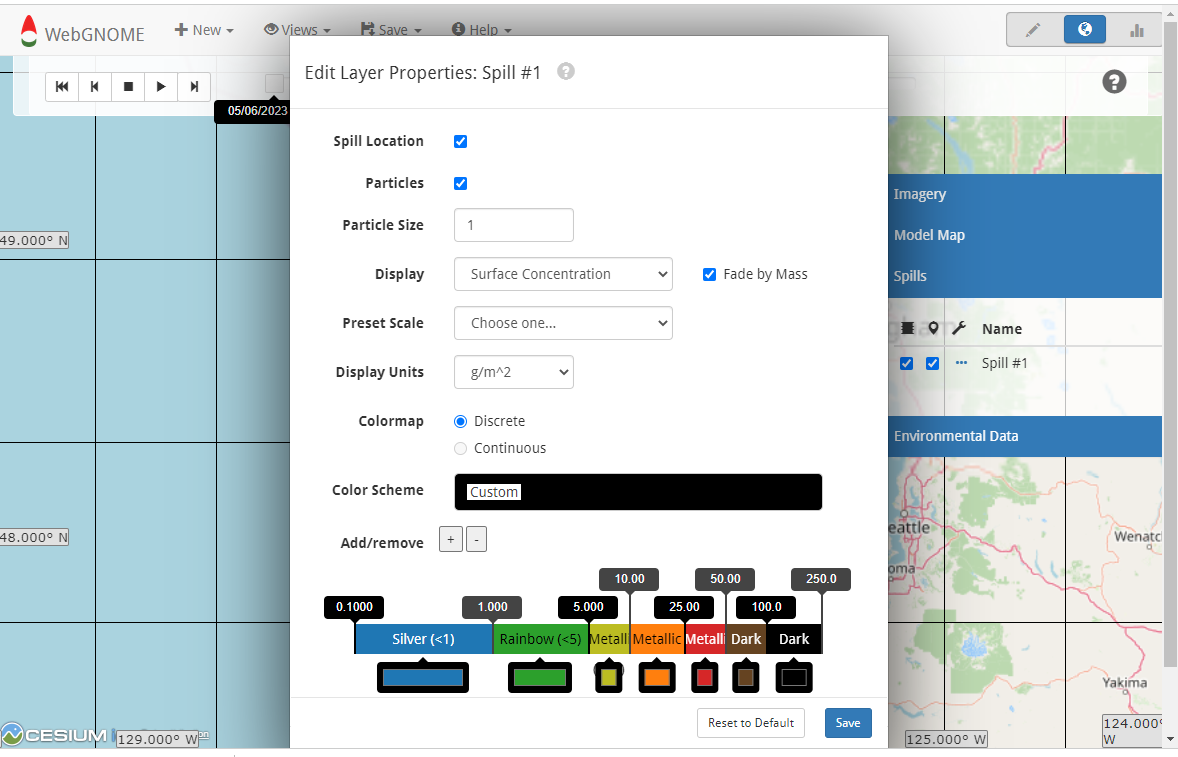 WebGNOME
New
Views
Save
Help
05/06/2023
Edit Layer Properties: Spill #1
?
?
Spill Location
Particles
Particle Size
1
Display
Surface Concentration
Fade by Mass
Preset Scale
Choose one...
Display Units
g/m^2
Colormap
Discrete
Continuous
Color Scheme
Custom
Add/remove
+
-
10.00
50.00
250.0
0.1000
1.000
5.000
25.00
100.0
Silver (<1)
Rainbow (<5)
Metalli
Metallic
Metalli
Dark
Dark
Reset to Default
Save
Imagery
Model Map
Spills
Name
Spill #1
Environmental Data
eattle
Wenatc
oma
Yakima
49.000° N
48.000° N
CESIUM
129.000° W
125.000° W
124.000°
W